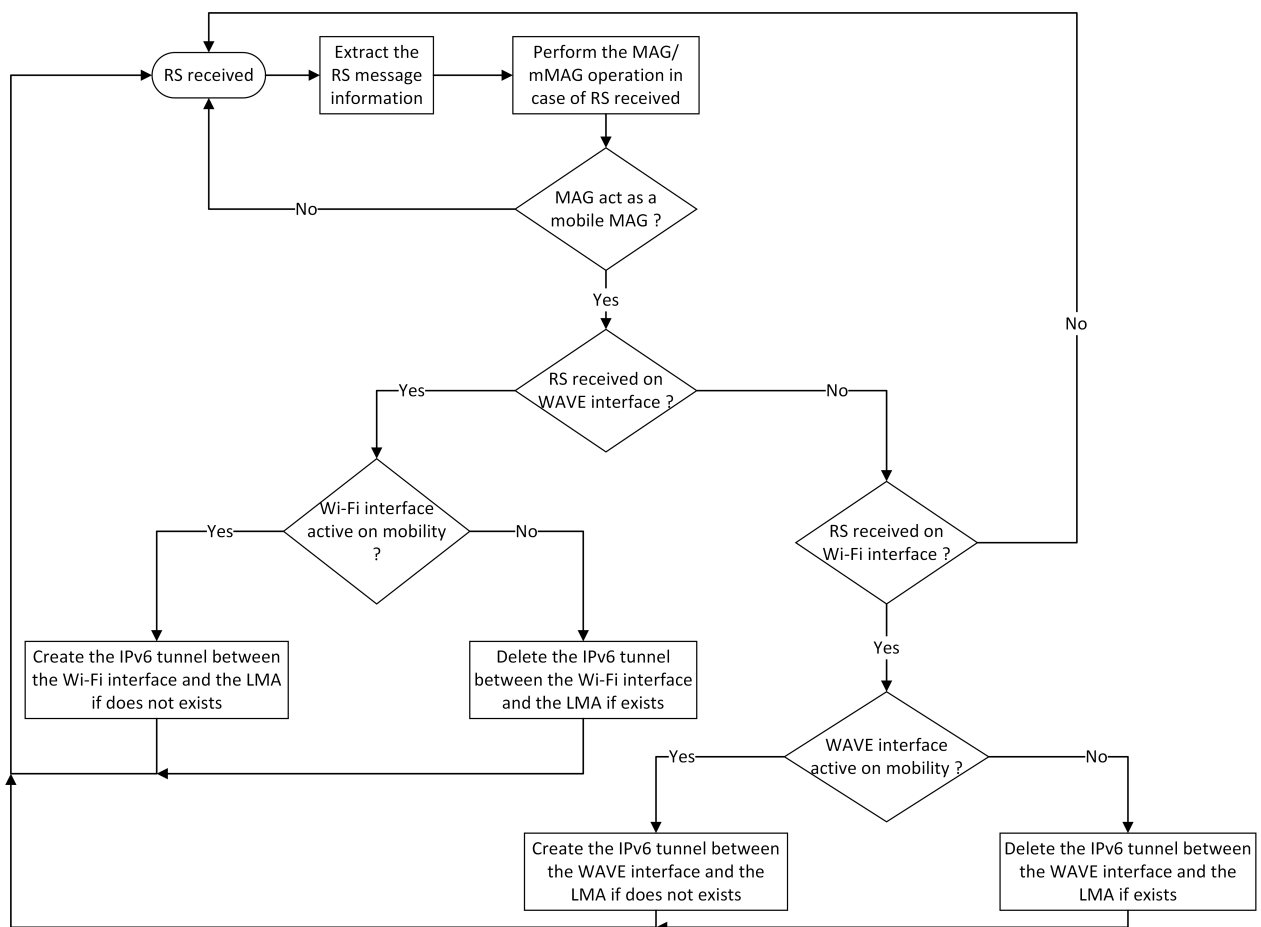 RS received
Extract the
RS message
information
Perform the MAG/
mMAG operation in
case of RS received
MAG act as a
mobile MAG ?
No
Yes
No
RS received on
WAVE interface ?
Yes
No
Wi-Fi interface
active on mobility
?
Yes
No
RS received on
Wi-Fi interface ?
Create the IPv6 tunnel between
the Wi-Fi interface and the LMA
if does not exists
Delete the IPv6 tunnel
between the Wi-Fi interface
and the LMA if exists
Yes
WAVE interface
active on mobility ?
Yes
No
Create the IPv6 tunnel between
the WAVE interface and the
LMA if does not exists
Delete the IPv6 tunnel between
the WAVE interface and the
LMA if exists